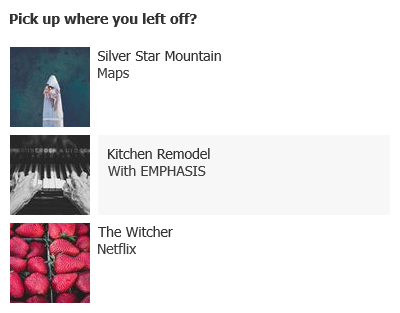 Pick up where you left off?
Silver Star Mountain
Maps
Kitchen Remodel
With EMPHASIS
The Witcher
Netflix